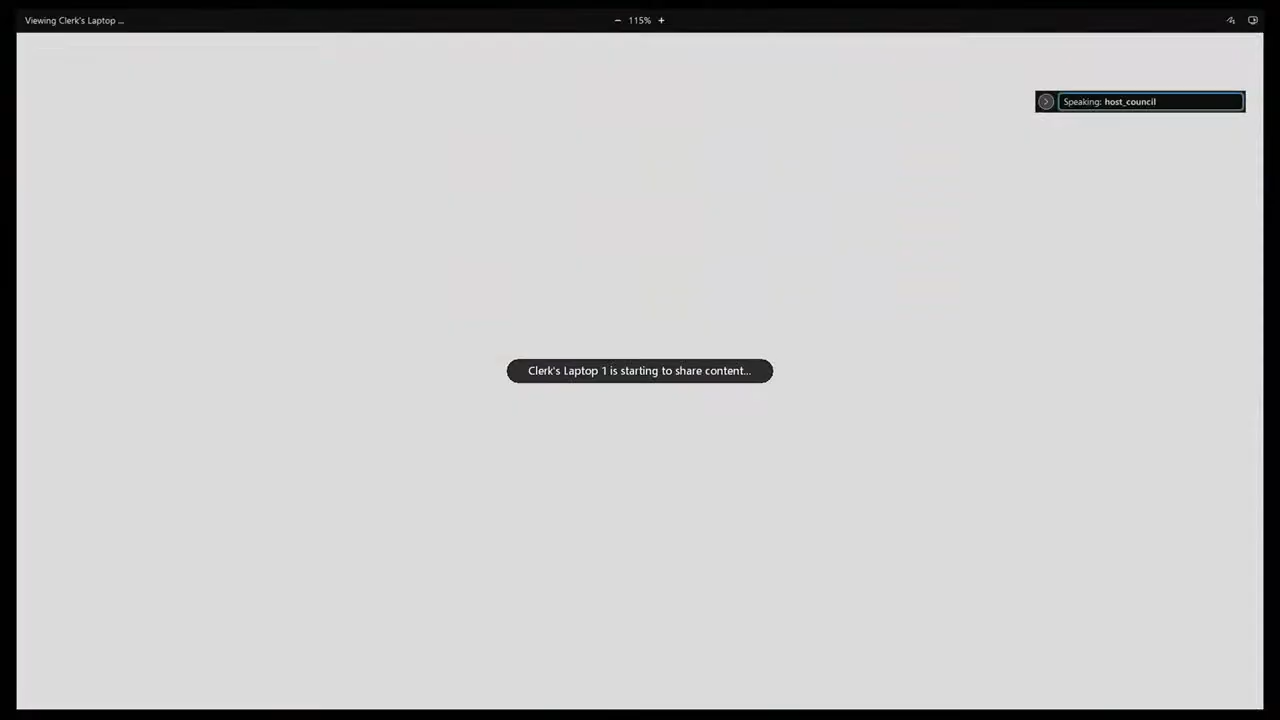 Viewing Clerk's Laptop ...
− 115% +
Speaking: host_council
Clerk's Laptop 1 is starting to share content...